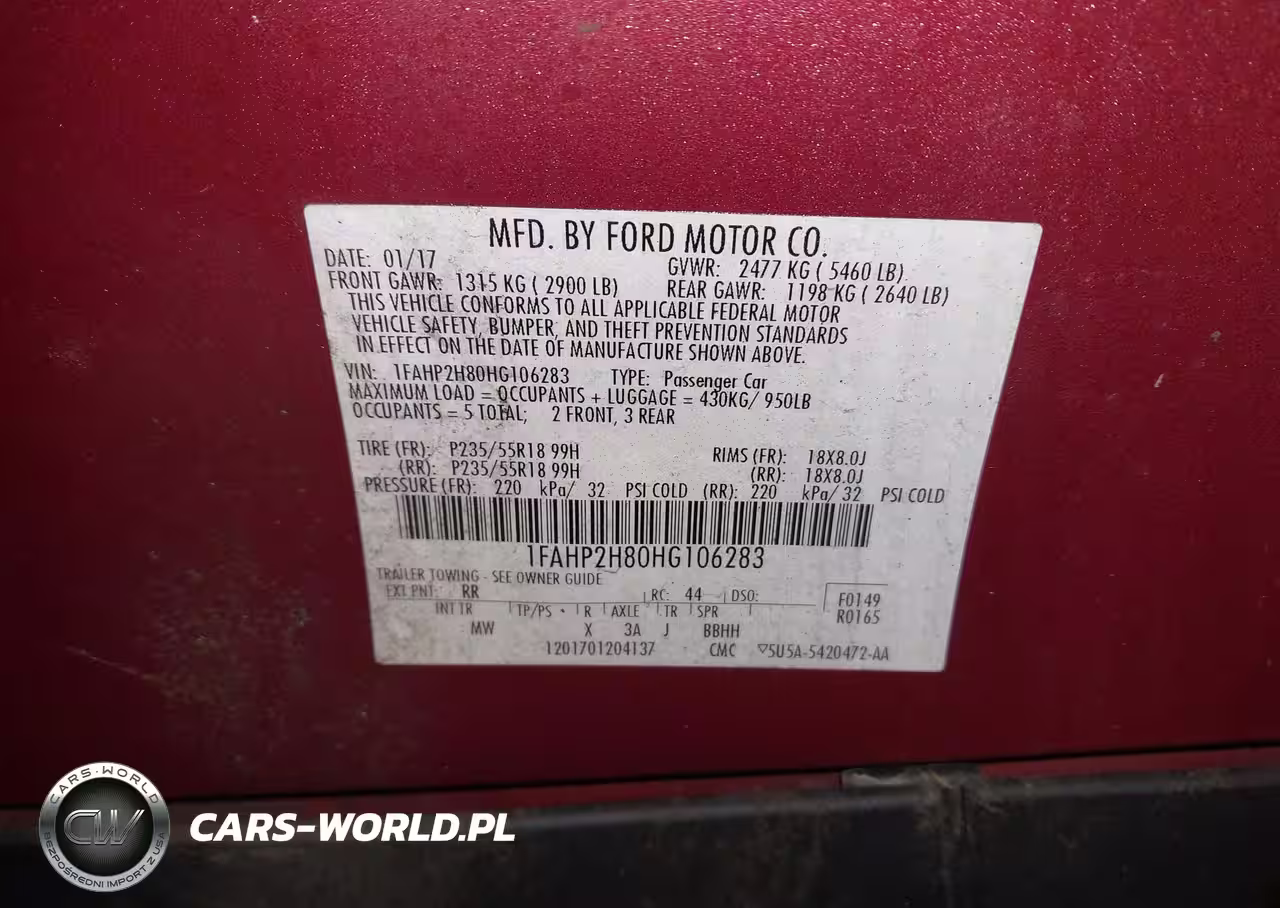 MFD. BY FORD MOTOR CO.
DATE: 01/17
GVWR: 2477 KG ( 5460 LB)
FRONT GAWR: 1315 KG ( 2900 LB) REAR GAWR: 1198 KG ( 2640 LB)
THIS VEHICLE CONFORMS TO ALL APPLICABLE FEDERAL MOTOR
VEHICLE SAFETY, BUMPER, AND THEFT PREVENTION STANDARDS
IN EFFECT ON THE DATE OF MANUFACTURE SHOWN ABOVE.
VIN: 1FAHP2H80HG106283 TYPE: Passenger Car
MAXIMUM LOAD = OCCUPANTS + LUGGAGE = 430KG/ 950LB
OCCUPANTS = 5 TOTAL; 2 FRONT, 3 REAR
TIRE (FR): P235/55R18 99H RIMS (FR): 18X8.0J
(RR): P235/55R18 99H (RR): 18X8.0J
PRESSURE (FR): 220 kPa/ 32 PSI COLD (RR): 220 kPa/ 32 PSI COLD
1FAHP2H80HG106283
TRAILER TOWING - SEE OWNER GUIDE
EXT PNT: RR RC: 44 DSO: F0149
INT TR TP/PS R AXLE TR SPR R0165
MW X 3A J BBHH
1201701204137 CMC ▽5U5A-5420472-AA
CARS-WORLD
CW
BEZPOŚREDNI IMPORT Z USA
CARS-WORLD.PL